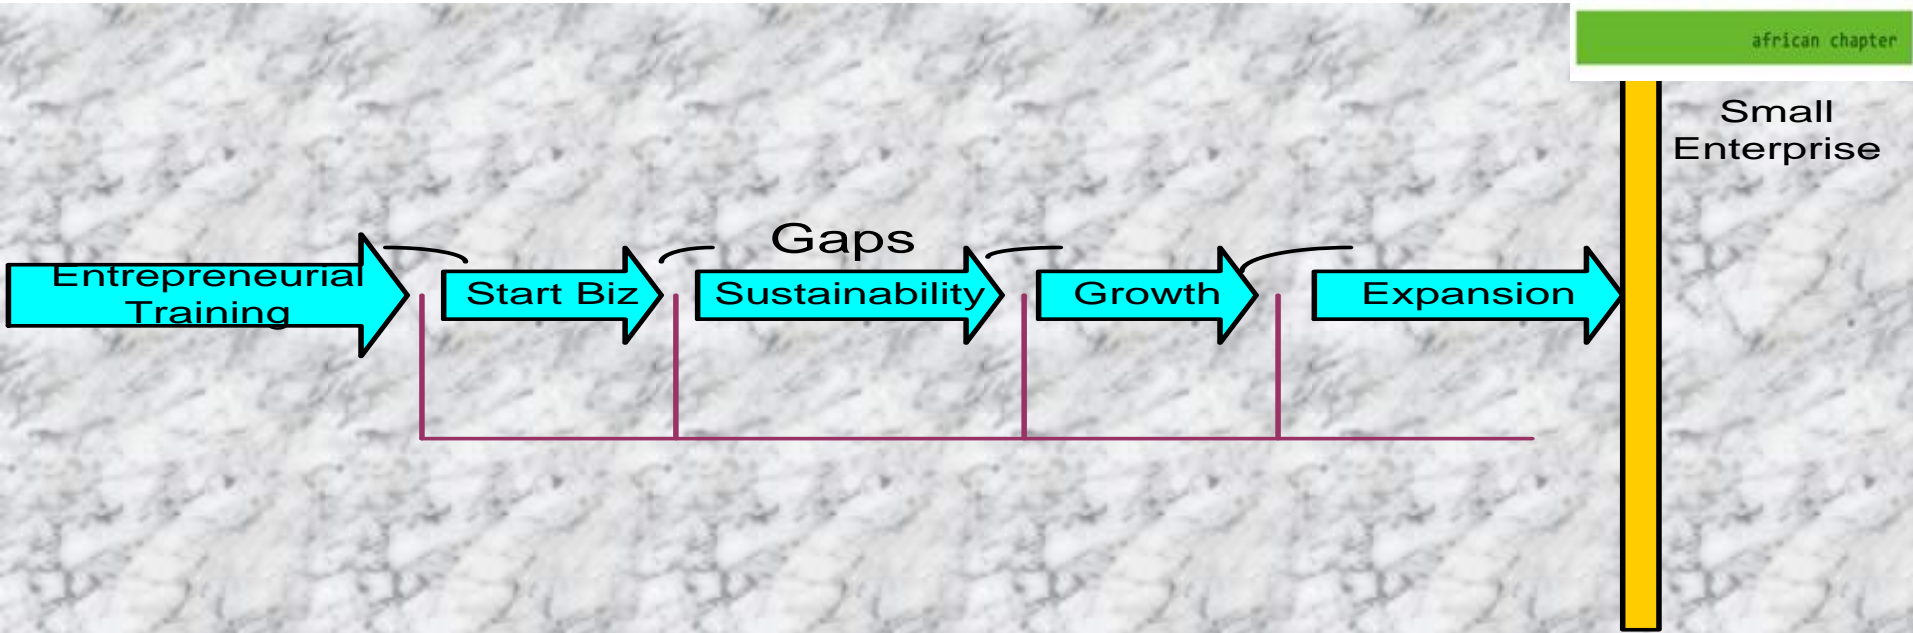 african chapter
Small
Enterprise
Gaps
Entrepreneurial
Training
Start Biz
Sustainability
Growth
Expansion